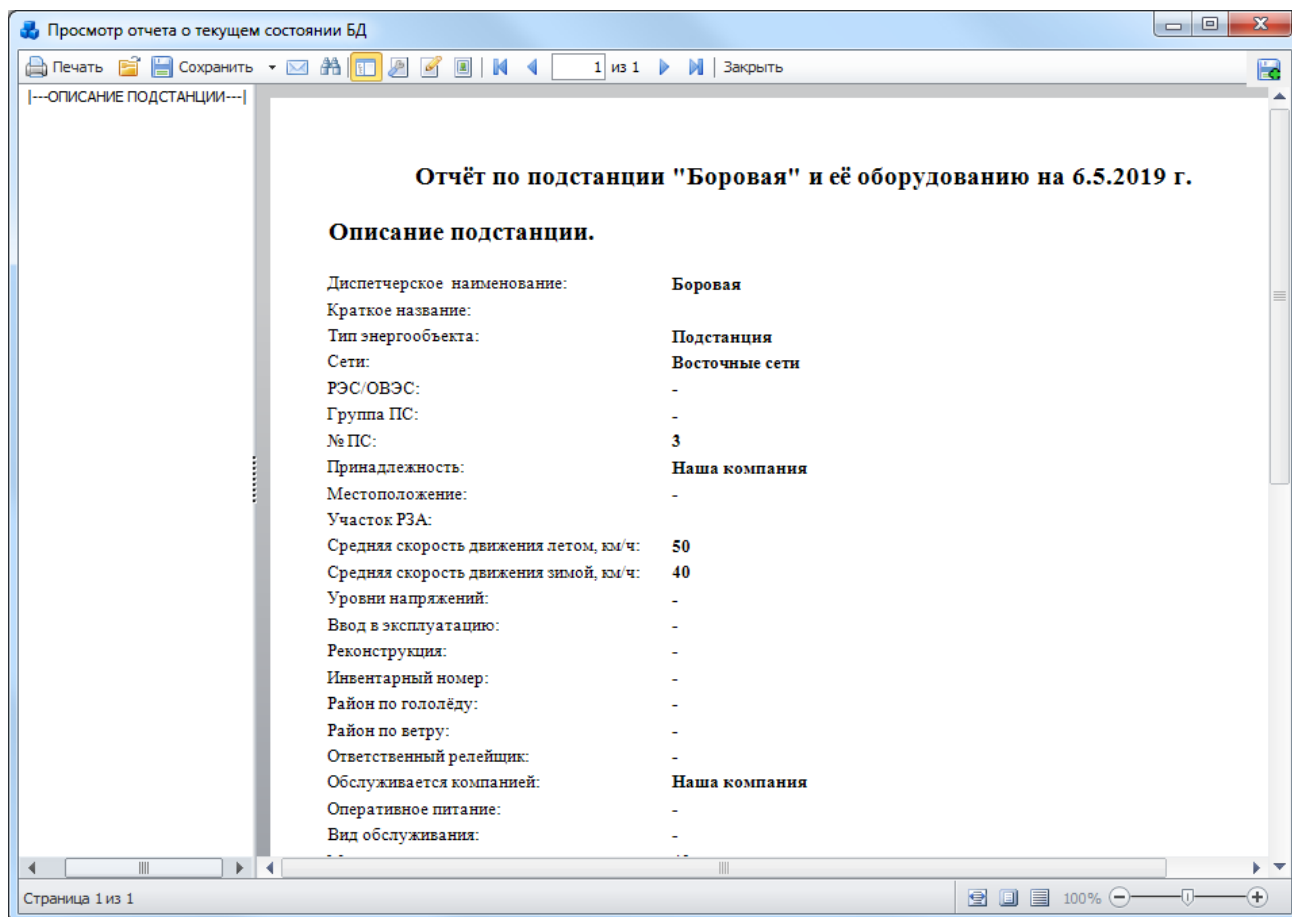 Просмотр отчета о текущем состоянии БД
Печать Сохранить 1 из 1 Закрыть
|---ОПИСАНИЕ ПОДСТАНЦИИ---|
Отчёт по подстанции "Боровая" и её оборудованию на 6.5.2019 г.
Описание подстанции.
Диспетчерское наименование: Боровая
Краткое название:
Тип энергообъекта: Подстанция
Сети: Восточные сети
РЭС/ОВЭС: -
Группа ПС: -
№ ПС: 3
Принадлежность: Наша компания
Местоположение: -
Участок РЗА:
Средняя скорость движения летом, км/ч: 50
Средняя скорость движения зимой, км/ч: 40
Уровни напряжений: -
Ввод в эксплуатацию: -
Реконструкция: -
Инвентарный номер: -
Район по гололёду: -
Район по ветру: -
Ответственный релейщик: -
Обслуживается компанией: Наша компания
Оперативное питание: -
Вид обслуживания: -
Страница 1 из 1
100%